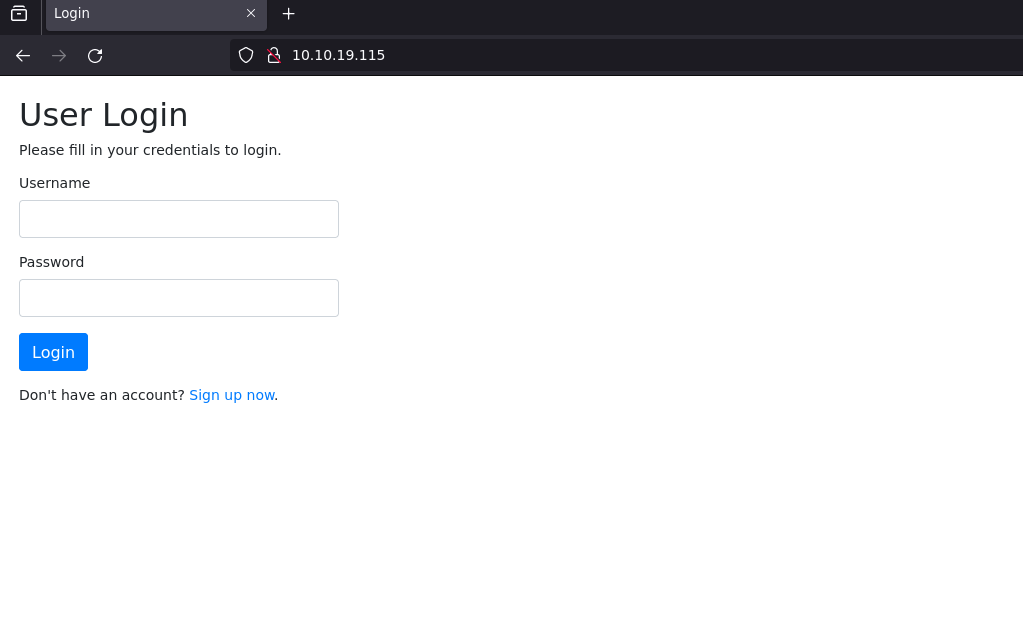 Login
10.10.19.115
User Login
Please fill in your credentials to login.
Username
Password
Login
Don't have an account? Sign up now.